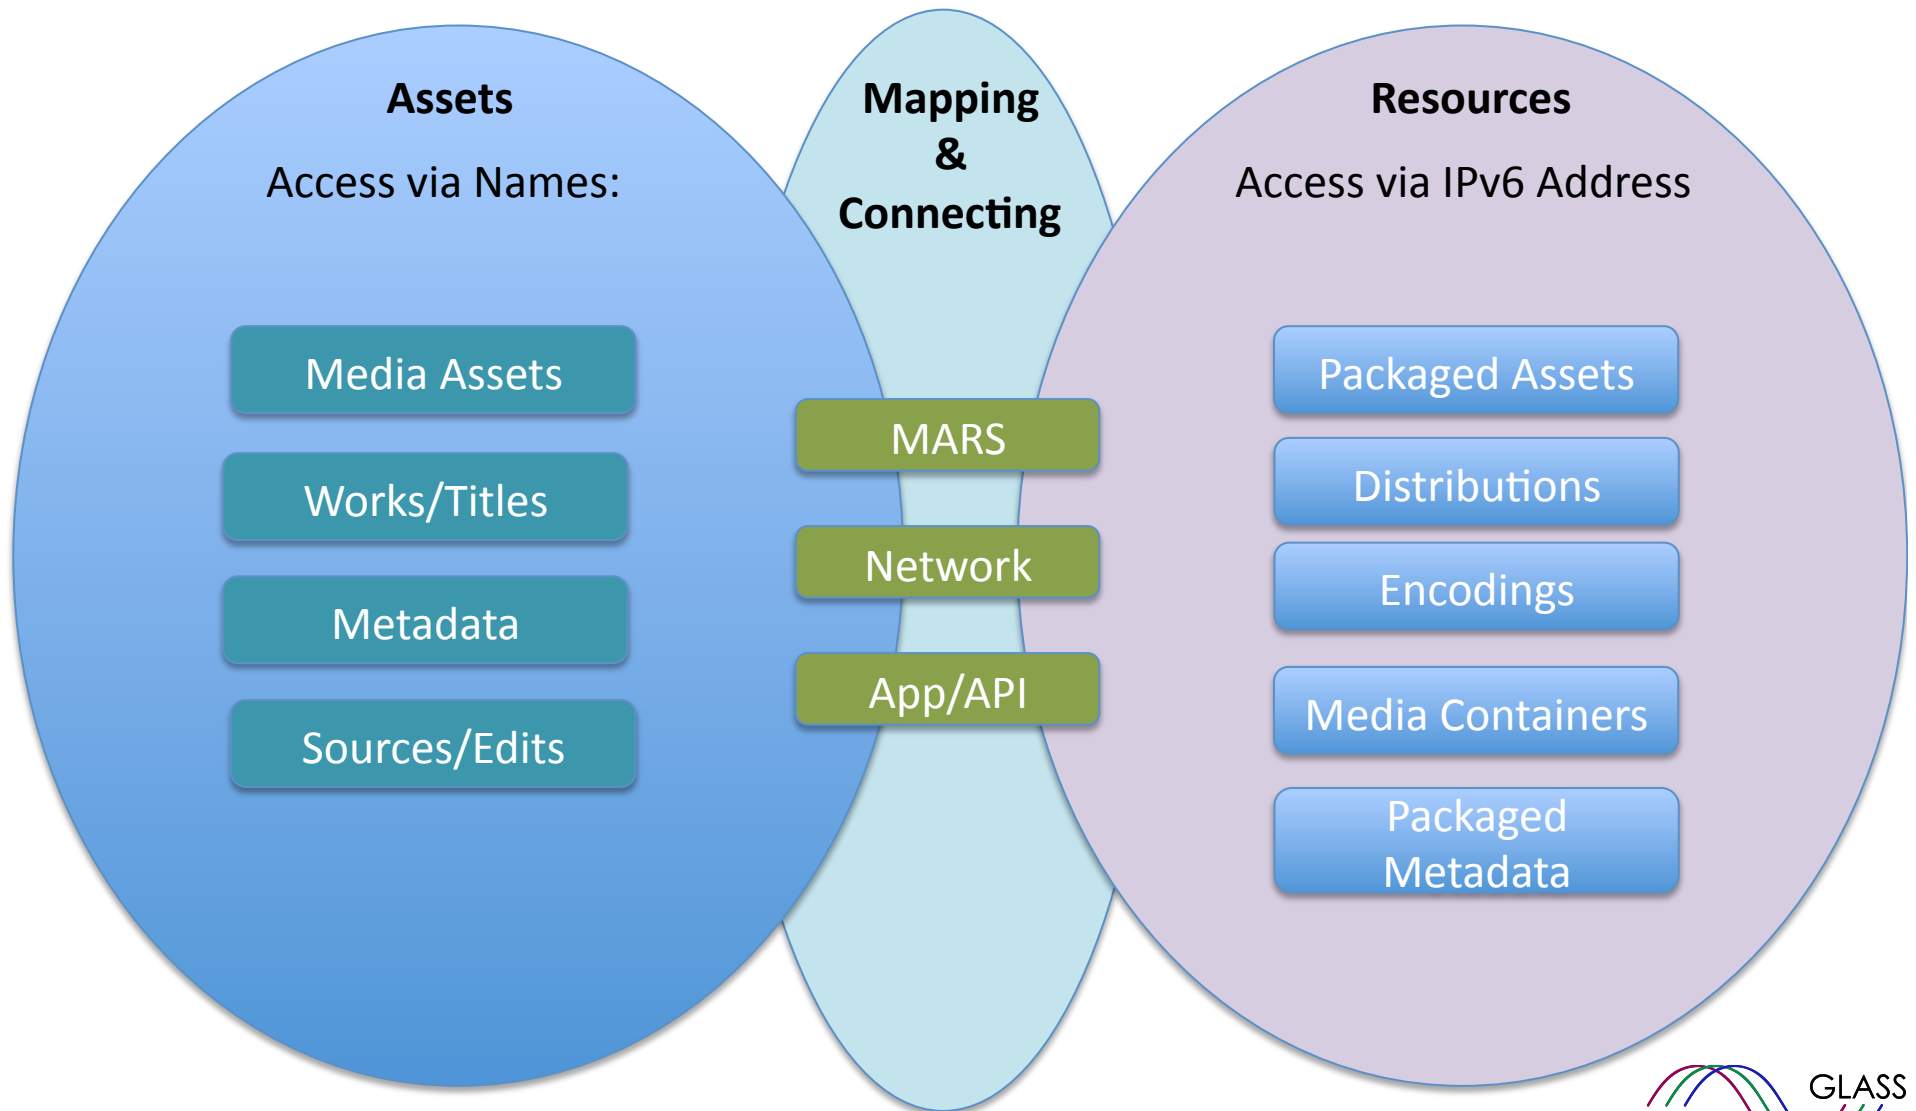 Assets
Access via Names:
Media Assets
Works/Titles
Metadata
Sources/Edits
Mapping
&
Connecting
MARS
Network
App/API
Resources
Access via IPv6 Address
Packaged Assets
Distributions
Encodings
Media Containers
Packaged
Metadata
GLASS